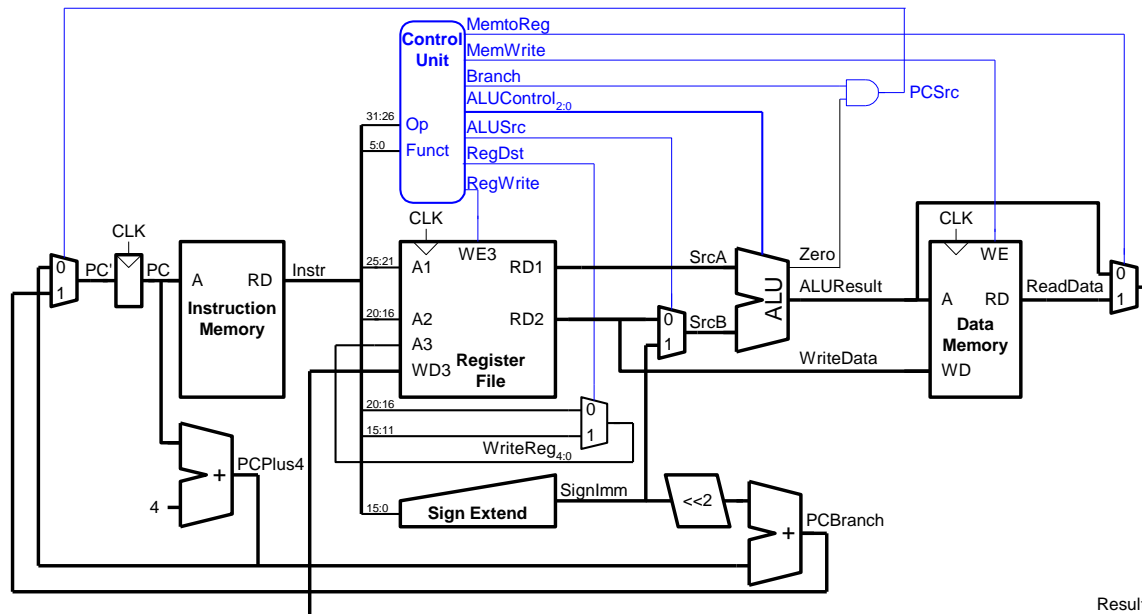 MemtoReg
Control
Unit
MemWrite
Branch
PCSrc
ALUControl2:0
31:26
Op
ALUSrc
5:0
Funct
RegDst
RegWrite
CLK
CLK
CLK
0
1
PC'
PC
A
RD
Instruction
Memory
Instr
25:21
A1
WE3
RD1
SrcA
Zero
ALU
ALUResult
WE
A
RD
ReadData
0
1
20:16
A2
RD2
0
1
SrcB
A3
Data
Memory
WD3
Register
File
WriteData
WD
20:16
0
15:11
1
WriteReg4:0
PCPlus4
+
4
SignImm
<<2
15:0
Sign Extend
+
PCBranch
Resul